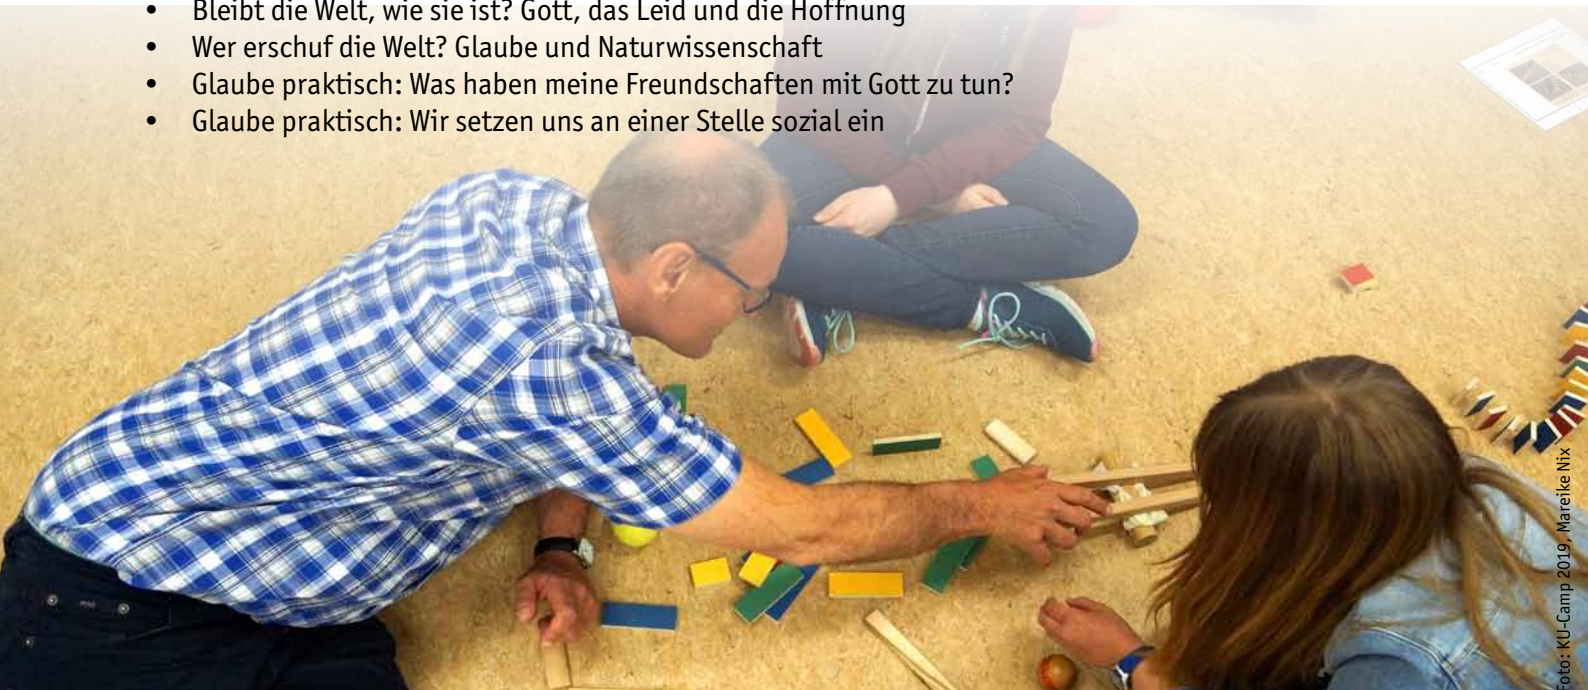 • Bleibt die Welt, wie sie ist? Gott, das Leid und die Hoffnung
• Wer erschuf die Welt? Glaube und Naturwissenschaft
• Glaube praktisch: Was haben meine Freundschaften mit Gott zu tun?
• Glaube praktisch: Wir setzen uns an einer Stelle sozial ein
Foto: KU-Camp 2019, Mareike Nix